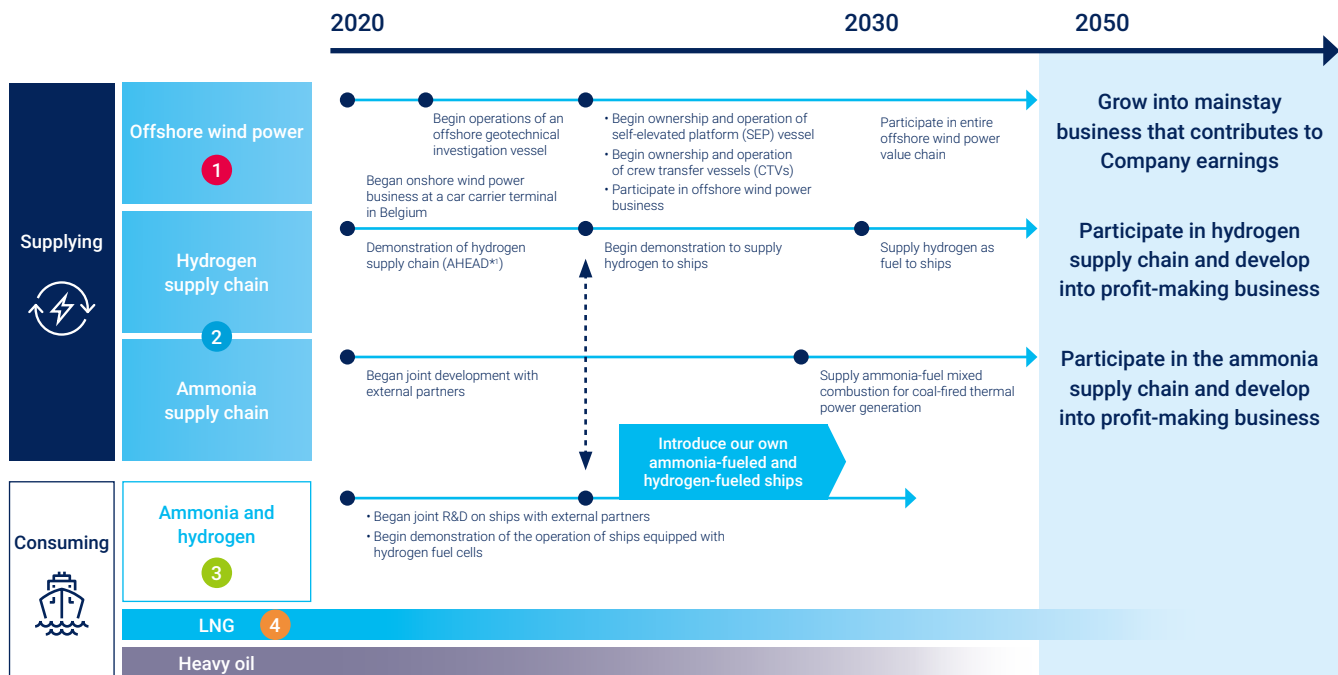 2020
2030
2050
Supplying
Offshore wind power
1
Begin operations of an
offshore geotechnical
investigation vessel
Began onshore wind power
business at a car carrier terminal
in Belgium
• Begin ownership and operation of
self-elevated platform (SEP) vessel
• Begin ownership and operation
of crew transfer vessels (CTVs)
• Participate in offshore wind power
business
Participate in entire
offshore wind power
value chain
Grow into mainstay
business that contributes to
Company earnings
Hydrogen
supply chain
Demonstration of hydrogen
supply chain (AHEAD*1)
Begin demonstration to supply
hydrogen to ships
Supply hydrogen as
fuel to ships
Participate in hydrogen
supply chain and develop
into profit-making business
2
Ammonia
supply chain
Began joint development with
external partners
Supply ammonia-fuel mixed
combustion for coal-fired thermal
power generation
Participate in the ammonia
supply chain and develop
into profit-making business
Introduce our own
ammonia-fueled and
hydrogen-fueled ships
Consuming
Ammonia and
hydrogen
3
• Began joint R&D on ships with external partners
• Begin demonstration of the operation of ships equipped with
hydrogen fuel cells
LNG
4
Heavy oil